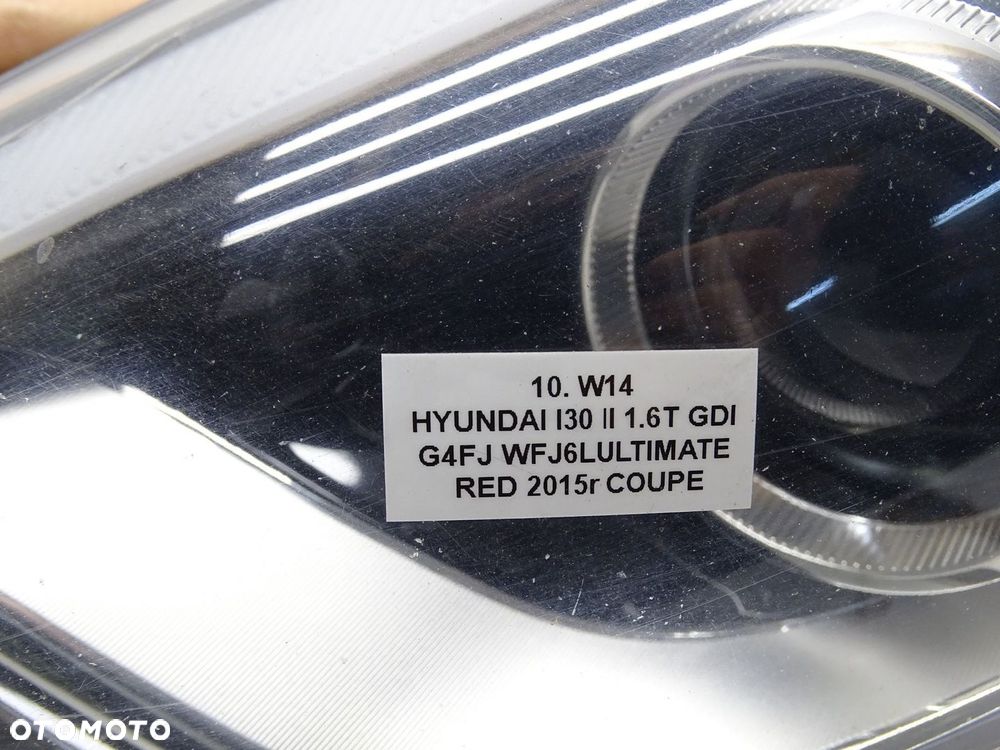 10. W14
HYUNDAI I30 II 1.6T GDI
G4FJ WFJ6LULTIMATE
RED 2015r COUPE
OTOMOTO